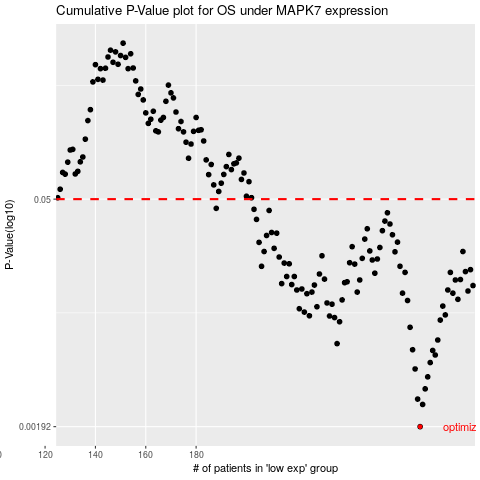 Cumulative P-Value plot for OS under MAPK7 expression
P-Value(log10)
0.05
0.00192
optimiz
0
120
140
160
180
# of patients in 'low exp' group